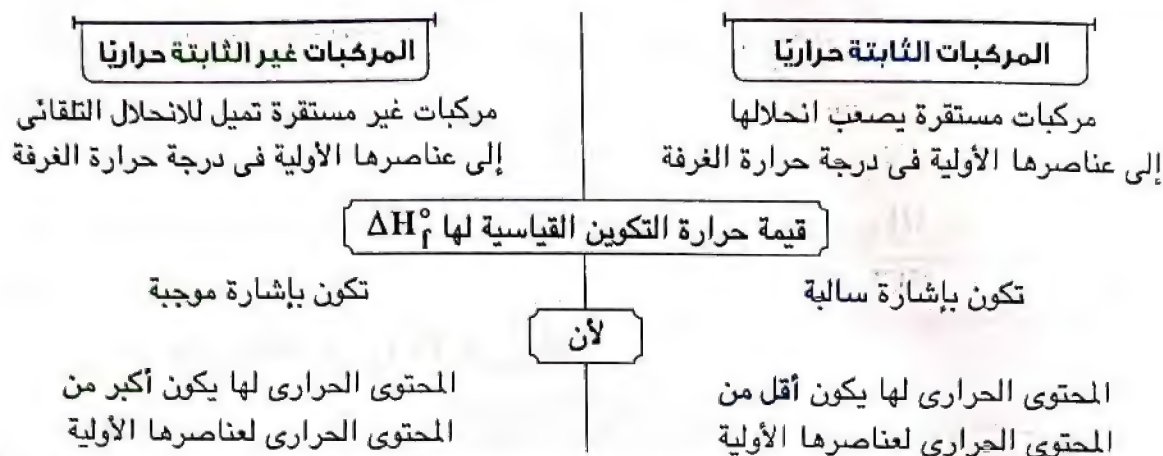 المركبات الثابتة حراريًا
المركبات غير الثابتة حراريًا
مركبات مستقرة يصعب انحلالها
إلى عناصرها الأولية فى درجة حرارة الغرفة
مركبات غير مستقرة تميل للانحلال التلقائى
إلى عناصرها الأولية فى درجة حرارة الغرفة
قيمة حرارة التكوين القياسية لها ΔH°f
تكون بإشارة سالبة
تكون بإشارة موجبة
لأن
المحتوى الحرارى لها يكون أقل من
المحتوى الحرارى لعناصرها الأولية
المحتوى الحرارى لها يكون أكبر من
المحتوى الحرارى لعناصرها الأولية